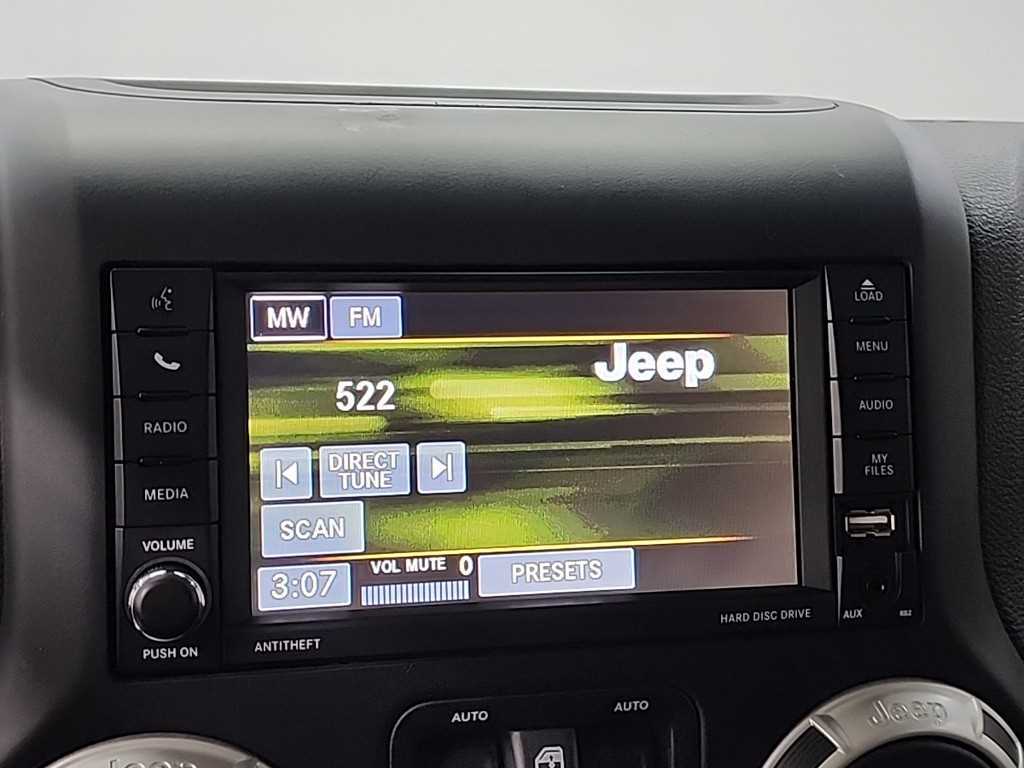 LOAD
MW FM
MENU
Jeep
522
AUDIO
RADIO
DIRECT
TUNE
MY
FILES
MEDIA
SCAN
VOLUME
VOL MUTE 0
PRESETS
3:07
HARD DISC DRIVE
AUX
ANTITHEFT
PUSH ON
AUTO
AUTO
Jeep
Jeep